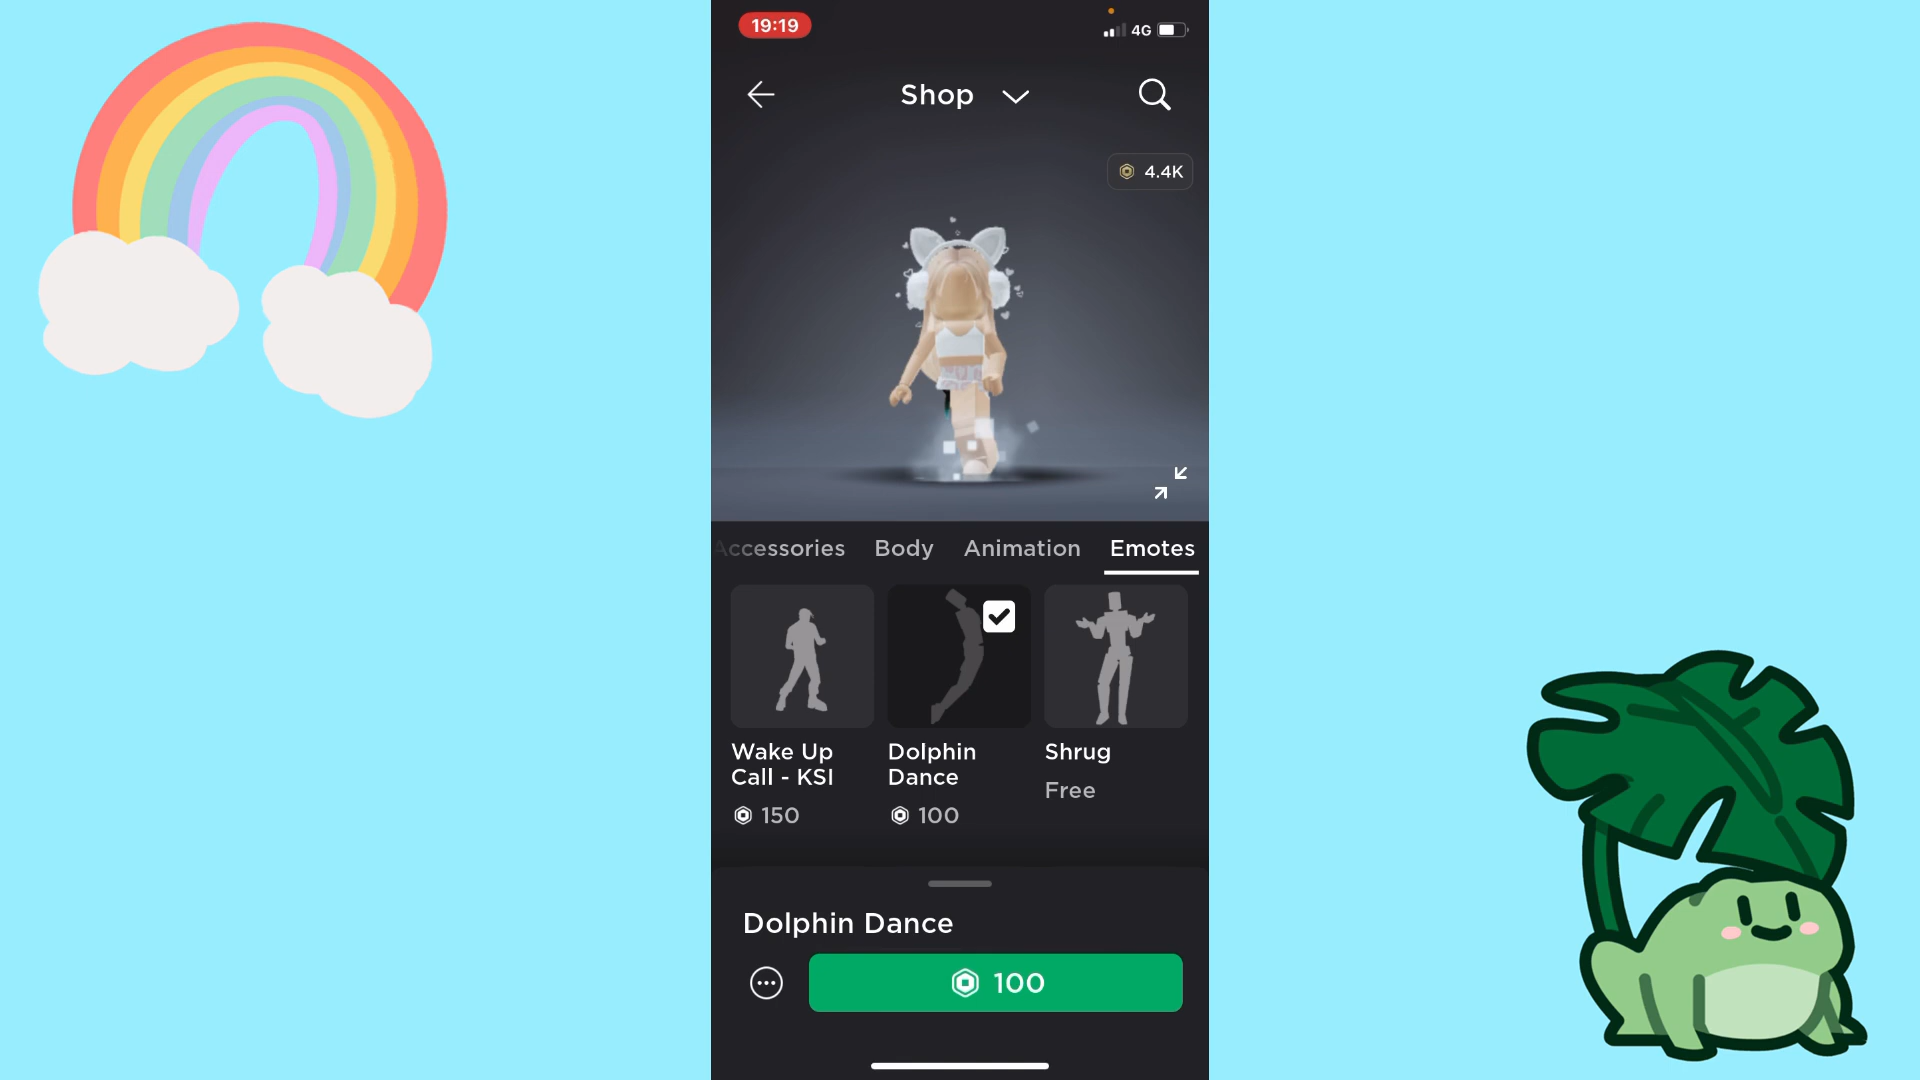 19:19
4G
Shop
4.4K
Accessories Body Animation Emotes
Wake Up
Call - KSI
150
Dolphin
Dance
100
Shrug
Free
Dolphin Dance
100